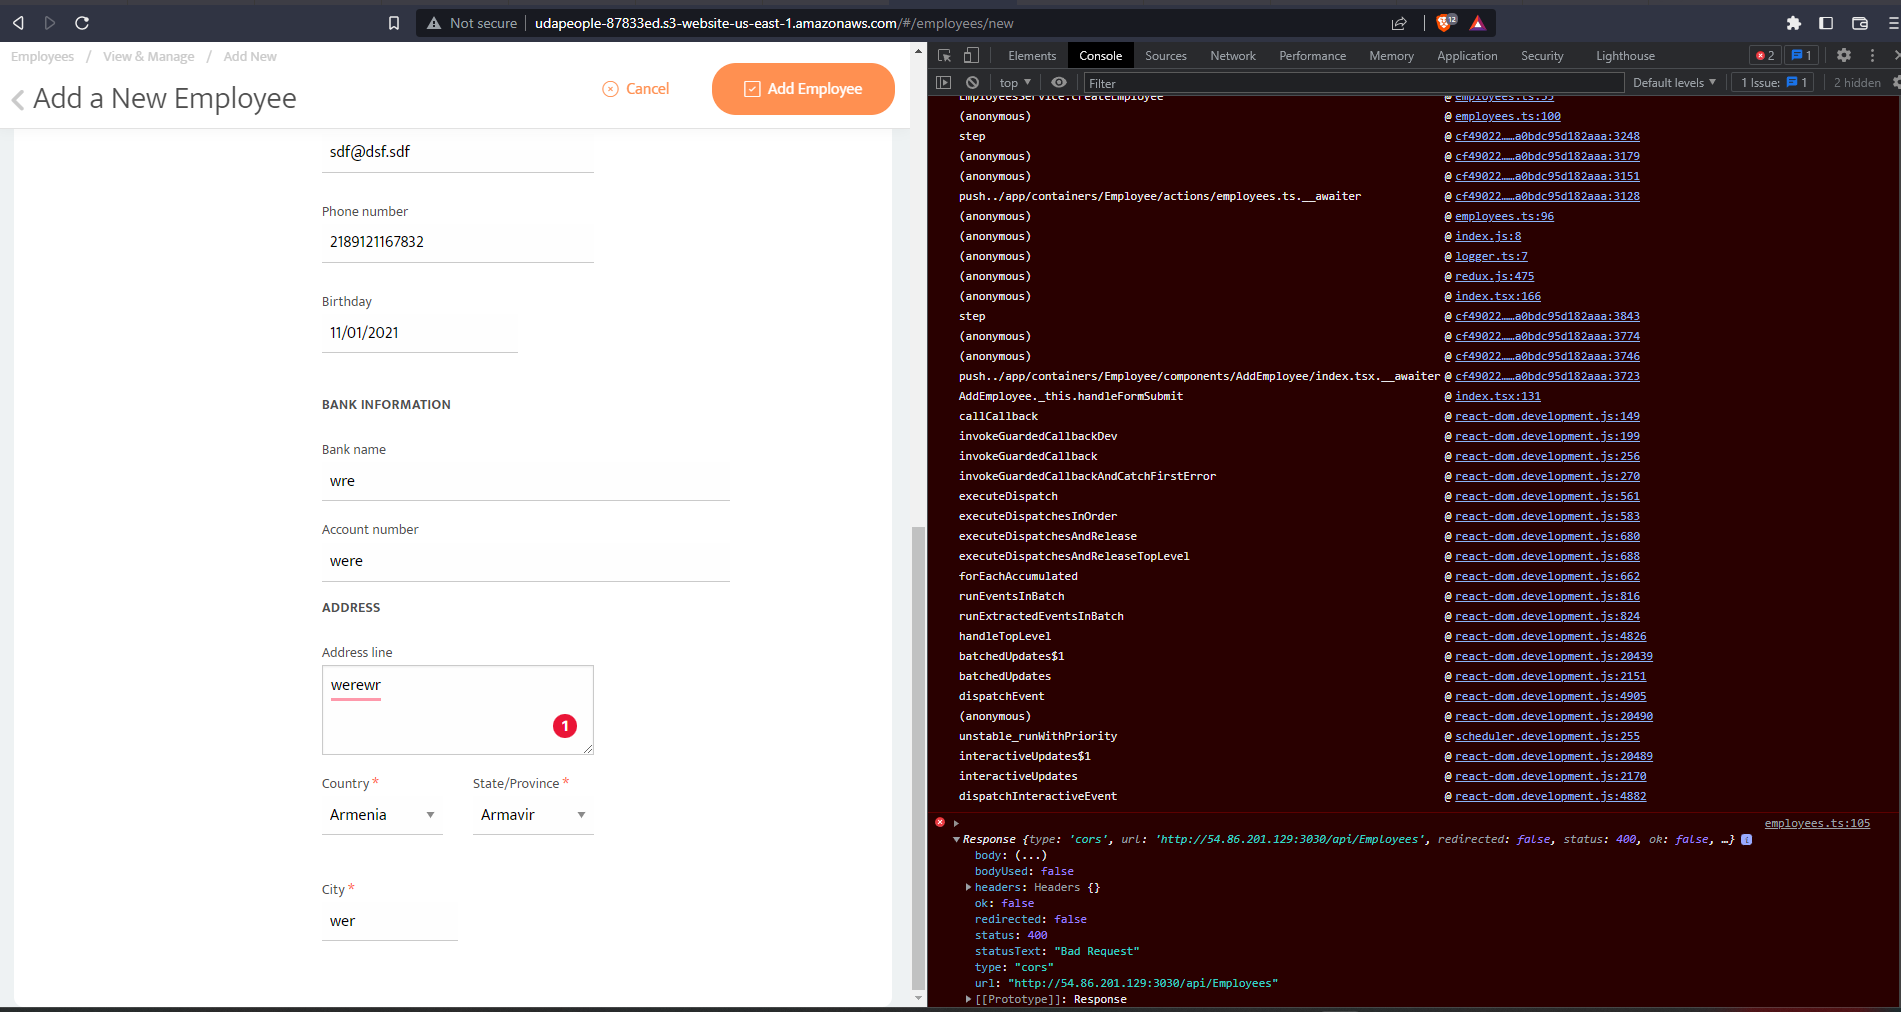 Not secure udapeople-87833ed.s3-website-us-east-1.amazonaws.com/#/employees/new 12
Employees / View & Manage / Add New
Add a New Employee
Cancel
Add Employee
sdf@dsf.sdf
Phone number
2189121167832
Birthday
11/01/2021
BANK INFORMATION
Bank name
wre
Account number
were
ADDRESS
Address line
werewr
1
Country * State/Province *
Armenia Armavir
City *
wer
Elements Console Sources Network Performance Memory Application Security Lighthouse 2 1
top Filter Default levels 1 Issue: 1 2 hidden
EmployeesService.createEmployee @ employees.ts:55
(anonymous) @ employees.ts:100
step @ cf49022……a0bdc95d182aaa:3248
(anonymous) @ cf49022……a0bdc95d182aaa:3179
(anonymous) @ cf49022……a0bdc95d182aaa:3151
push../app/containers/Employee/actions/employees.ts.__awaiter @ cf49022……a0bdc95d182aaa:3128
(anonymous) @ employees.ts:96
(anonymous) @ index.js:8
(anonymous) @ logger.ts:7
(anonymous) @ redux.js:475
(anonymous) @ index.tsx:166
step @ cf49022……a0bdc95d182aaa:3843
(anonymous) @ cf49022……a0bdc95d182aaa:3774
(anonymous) @ cf49022……a0bdc95d182aaa:3746
push../app/containers/Employee/components/AddEmployee/index.tsx.__awaiter @ cf49022……a0bdc95d182aaa:3723
AddEmployee._this.handleFormSubmit @ index.tsx:131
callCallback @ react-dom.development.js:149
invokeGuardedCallbackDev @ react-dom.development.js:199
invokeGuardedCallback @ react-dom.development.js:256
invokeGuardedCallbackAndCatchFirstError @ react-dom.development.js:270
executeDispatch @ react-dom.development.js:561
executeDispatchesInOrder @ react-dom.development.js:583
executeDispatchesAndRelease @ react-dom.development.js:680
executeDispatchesAndReleaseTopLevel @ react-dom.development.js:688
forEachAccumulated @ react-dom.development.js:662
runEventsInBatch @ react-dom.development.js:816
runExtractedEventsInBatch @ react-dom.development.js:824
handleTopLevel @ react-dom.development.js:4826
batchedUpdates$1 @ react-dom.development.js:20439
batchedUpdates @ react-dom.development.js:2151
dispatchEvent @ react-dom.development.js:4905
(anonymous) @ react-dom.development.js:20490
unstable_runWithPriority @ scheduler.development.js:255
interactiveUpdates$1 @ react-dom.development.js:20489
interactiveUpdates @ react-dom.development.js:2170
dispatchInteractiveEvent @ react-dom.development.js:4882
employees.ts:105
Response {type: 'cors', url: 'http://54.86.201.129:3030/api/Employees', redirected: false, status: 400, ok: false, …} i
body: (...)
bodyUsed: false
headers: Headers {}
ok: false
redirected: false
status: 400
statusText: "Bad Request"
type: "cors"
url: "http://54.86.201.129:3030/api/Employees"
[[Prototype]]: Response